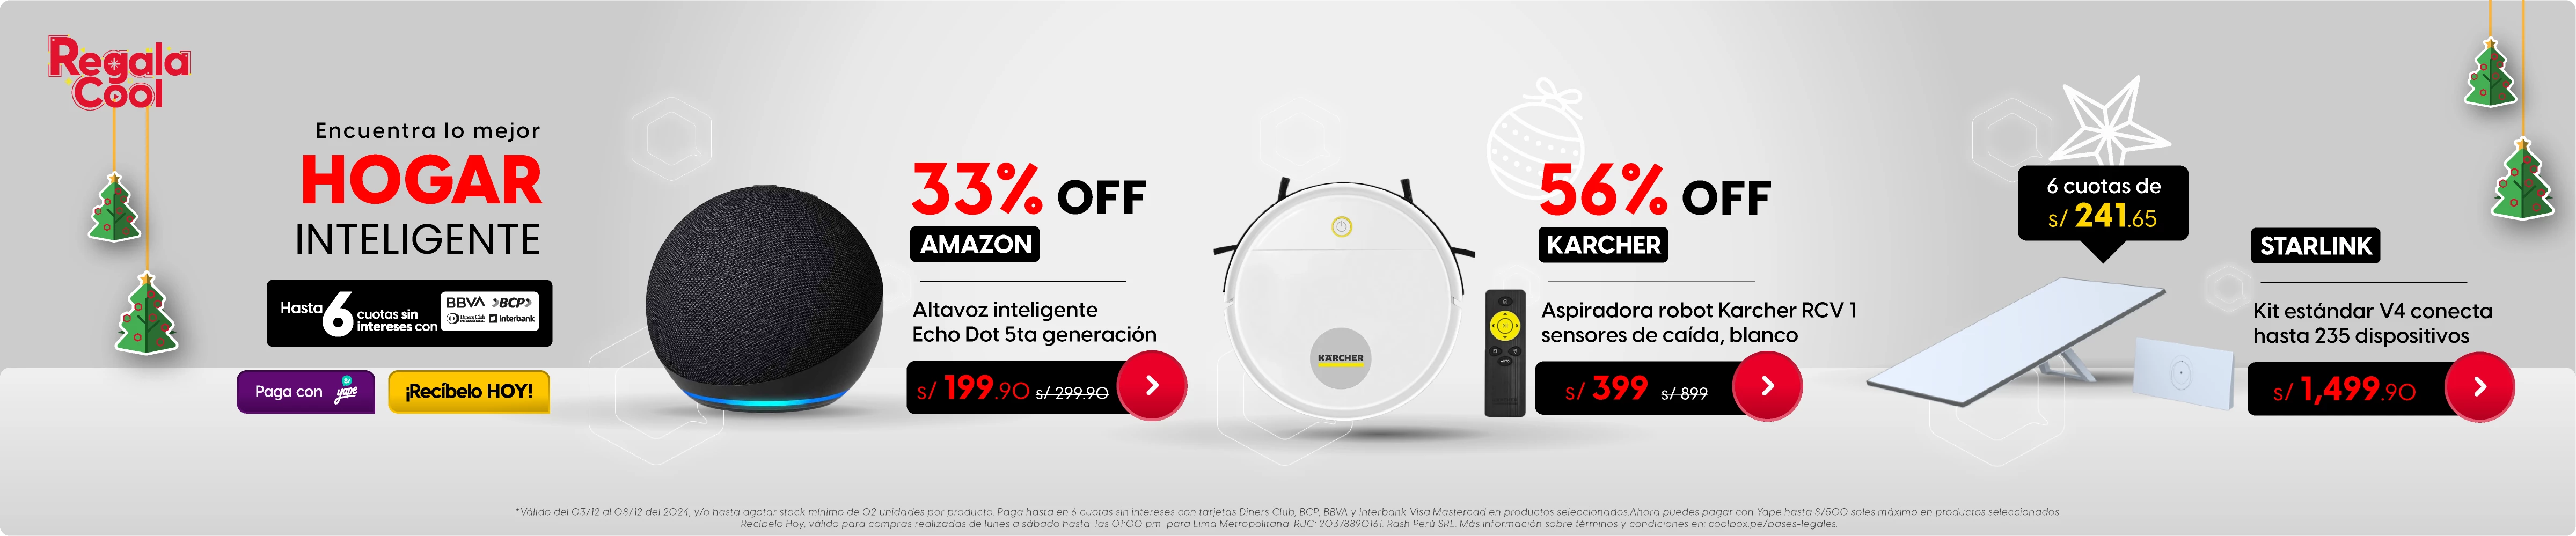 Regala
Cool
Encuentra lo mejor
HOGAR
INTELIGENTE
Hasta 6 cuotas sin intereses con
BBVA BCP
Diners Club Interbank
Paga con yape
¡Recíbelo HOY!
33% OFF
AMAZON
Altavoz inteligente
Echo Dot 5ta generación
s/ 199.90 s/ 299.90
KÄRCHER
56% OFF
KARCHER
Aspiradora robot Karcher RCV 1
sensores de caída, blanco
s/ 399 s/ 899
6 cuotas de
s/ 241.65
STARLINK
Kit estándar V4 conecta
hasta 235 dispositivos
s/ 1,499.90
*Válido del 03/12 al 08/12 del 2024, y/o hasta agotar stock mínimo de 02 unidades por producto. Paga hasta en 6 cuotas sin intereses con tarjetas Diners Club, BCP, BBVA y Interbank Visa Mastercard en productos seleccionados.Ahora puedes pagar con Yape hasta S/500 soles máximo en productos seleccionados.
Recíbelo Hoy, válido para compras realizadas de lunes a sábado hasta las 01:00 pm para Lima Metropolitana. RUC: 20378890161. Rash Perú SRL. Más información sobre términos y condiciones en: coolbox.pe/bases-legales.